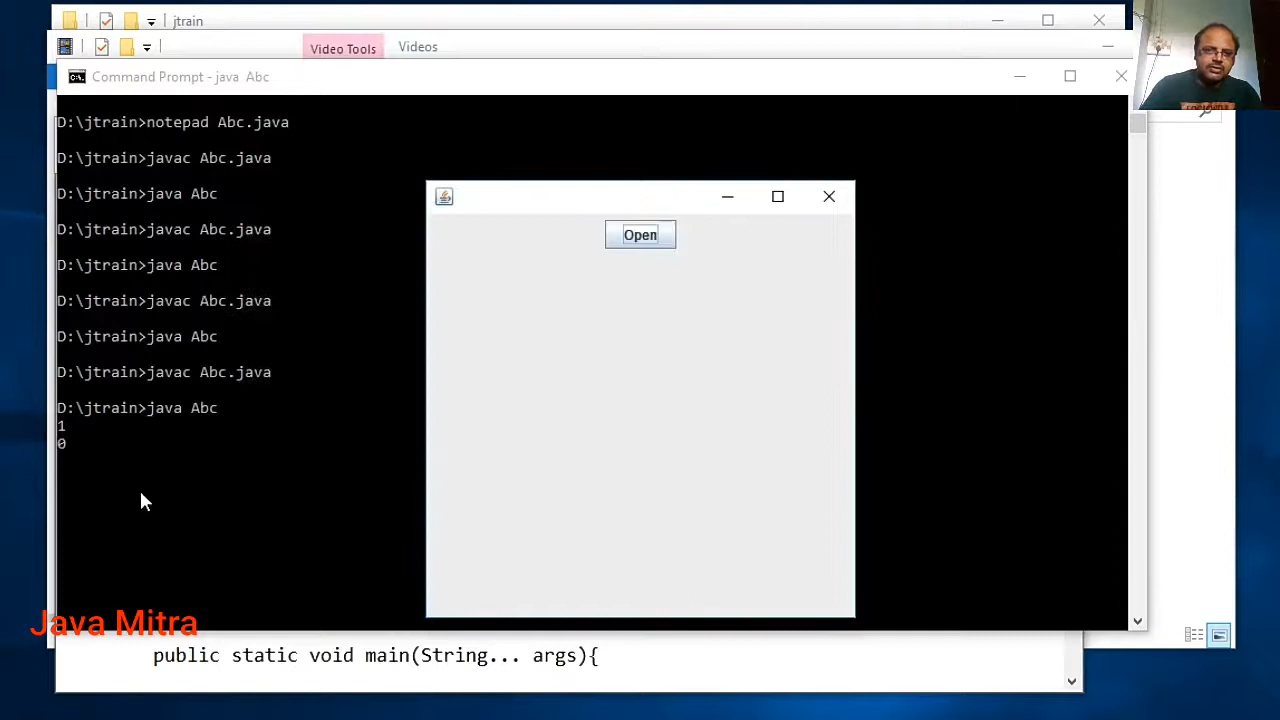 jtrain
Video Tools
Videos
Command Prompt - java Abc
D:\jtrain>notepad Abc.java
D:\jtrain>javac Abc.java
D:\jtrain>java Abc
D:\jtrain>javac Abc.java
D:\jtrain>java Abc
D:\jtrain>javac Abc.java
D:\jtrain>java Abc
D:\jtrain>javac Abc.java
D:\jtrain>java Abc
1
0
Open
Java Mitra
public static void main(String... args){